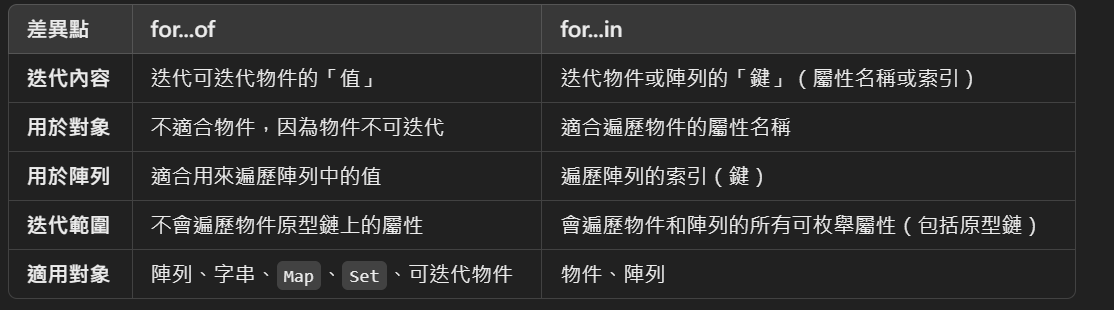 差異點 for...of for...in
迭代內容 迭代可迭代物件的「值」 迭代物件或陣列的「鍵」（屬性名稱或索引）
用於對象 不適合物件，因為物件不可迭代 適合遍歷物件的屬性名稱
用於陣列 適合用來遍歷陣列中的值 遍歷陣列的索引（鍵）
迭代範圍 不會遍歷物件原型鏈上的屬性 會遍歷物件和陣列的所有可枚舉屬性（包括原型鏈）
適用對象 陣列、字串、Map、Set、可迭代物件 物件、陣列